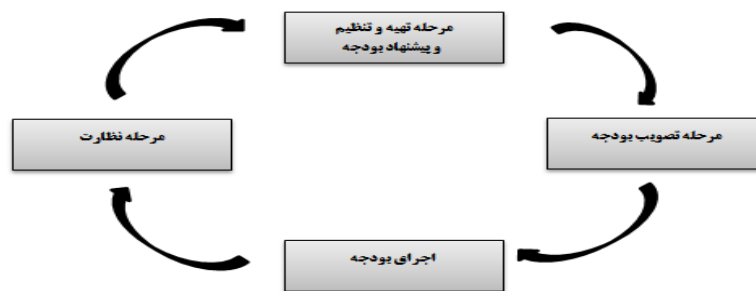 مرحله تهیه و تنظیم
و پیشنهاد بودجه
مرحله تصویب بودجه
اجرای بودجه
مرحله نظارت